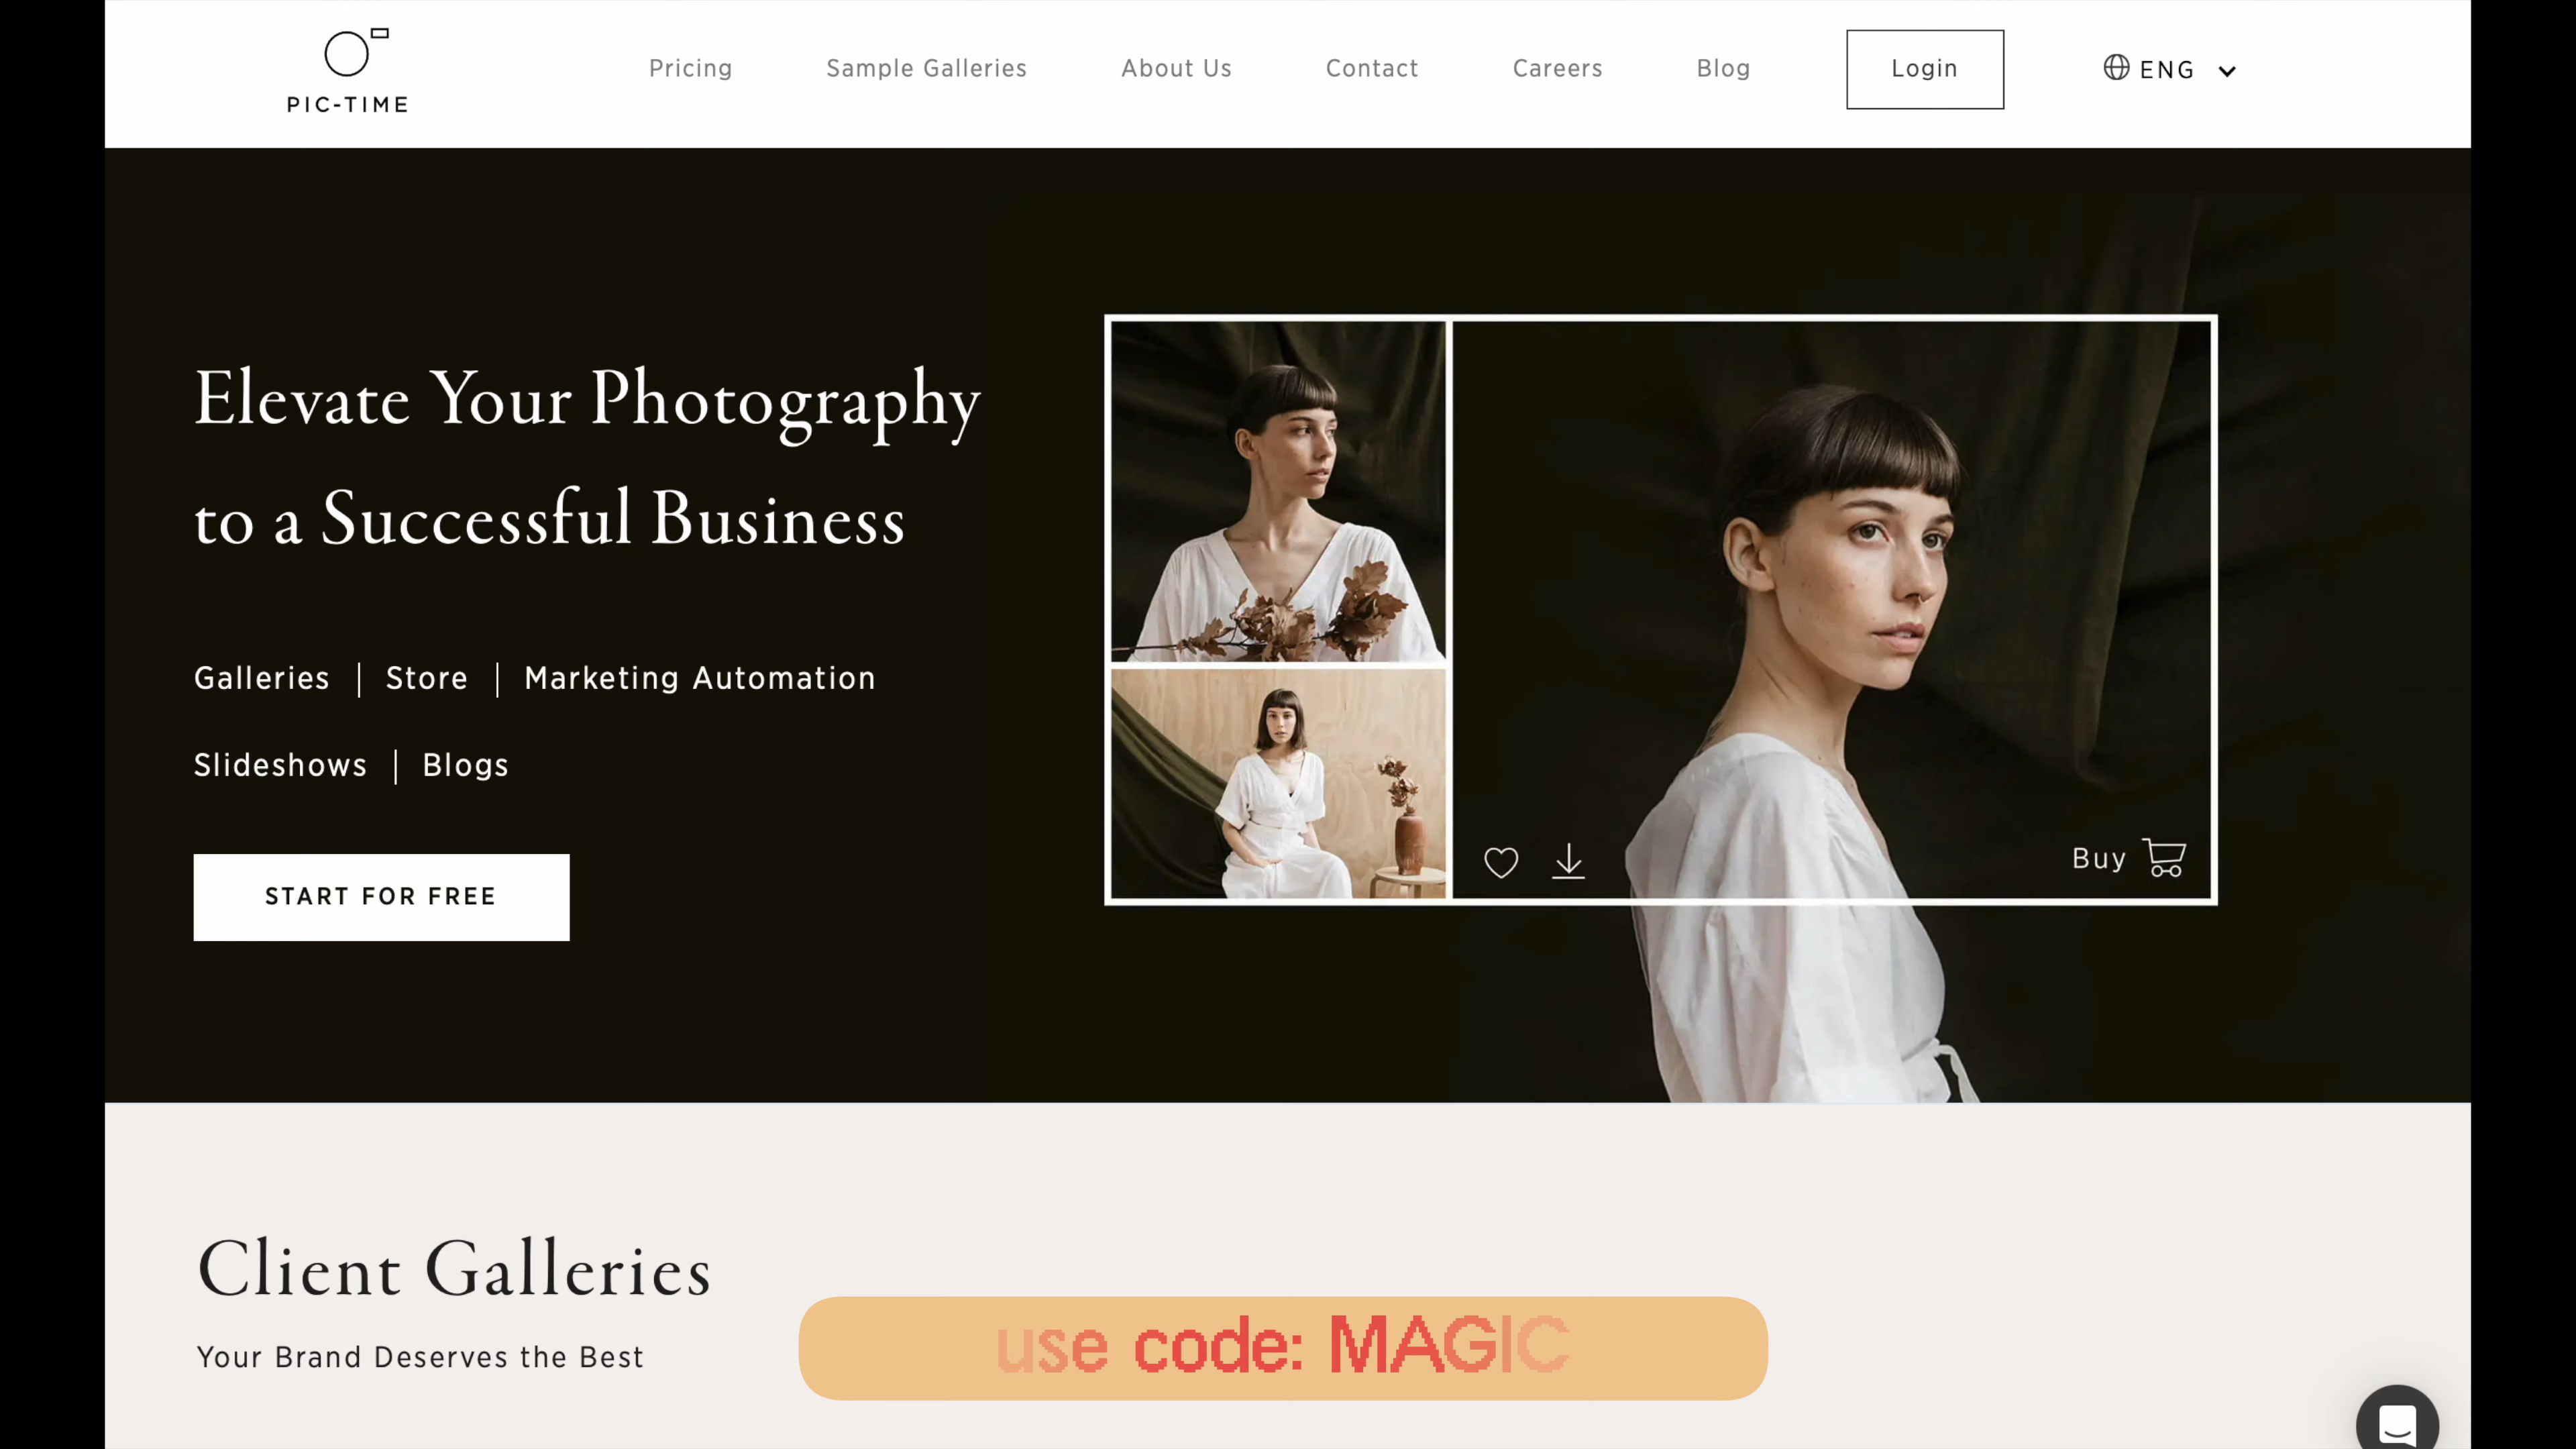 PIC-TIME
Pricing
Sample Galleries
About Us
Contact
Careers
Blog
Login
ENG
Elevate Your Photography
to a Successful Business
Galleries | Store | Marketing Automation
Slideshows | Blogs
START FOR FREE
Buy
Client Galleries
Your Brand Deserves the Best
use code: MAGIC